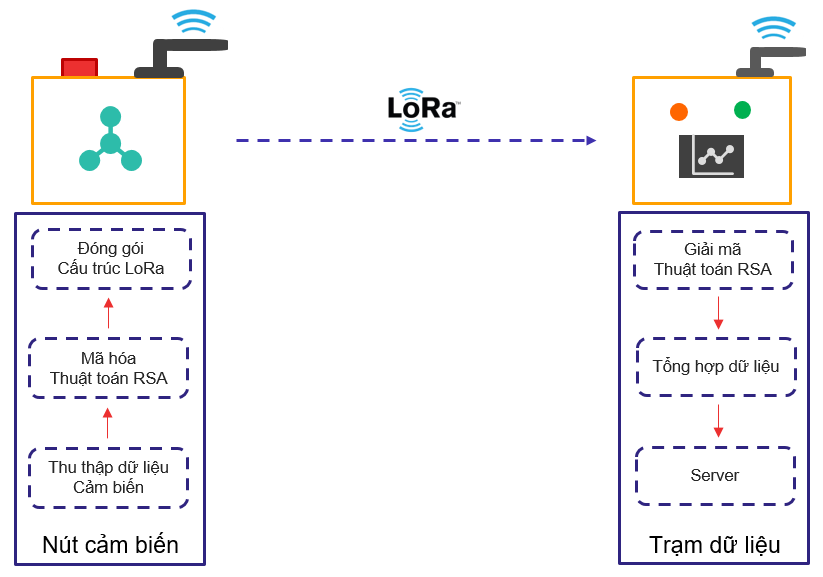 LoRa™
Đóng gói
Cấu trúc LoRa
Mã hóa
Thuật toán RSA
Thu thập dữ liệu
Cảm biến
Nút cảm biến
Giải mã
Thuật toán RSA
Tổng hợp dữ liệu
Server
Trạm dữ liệu